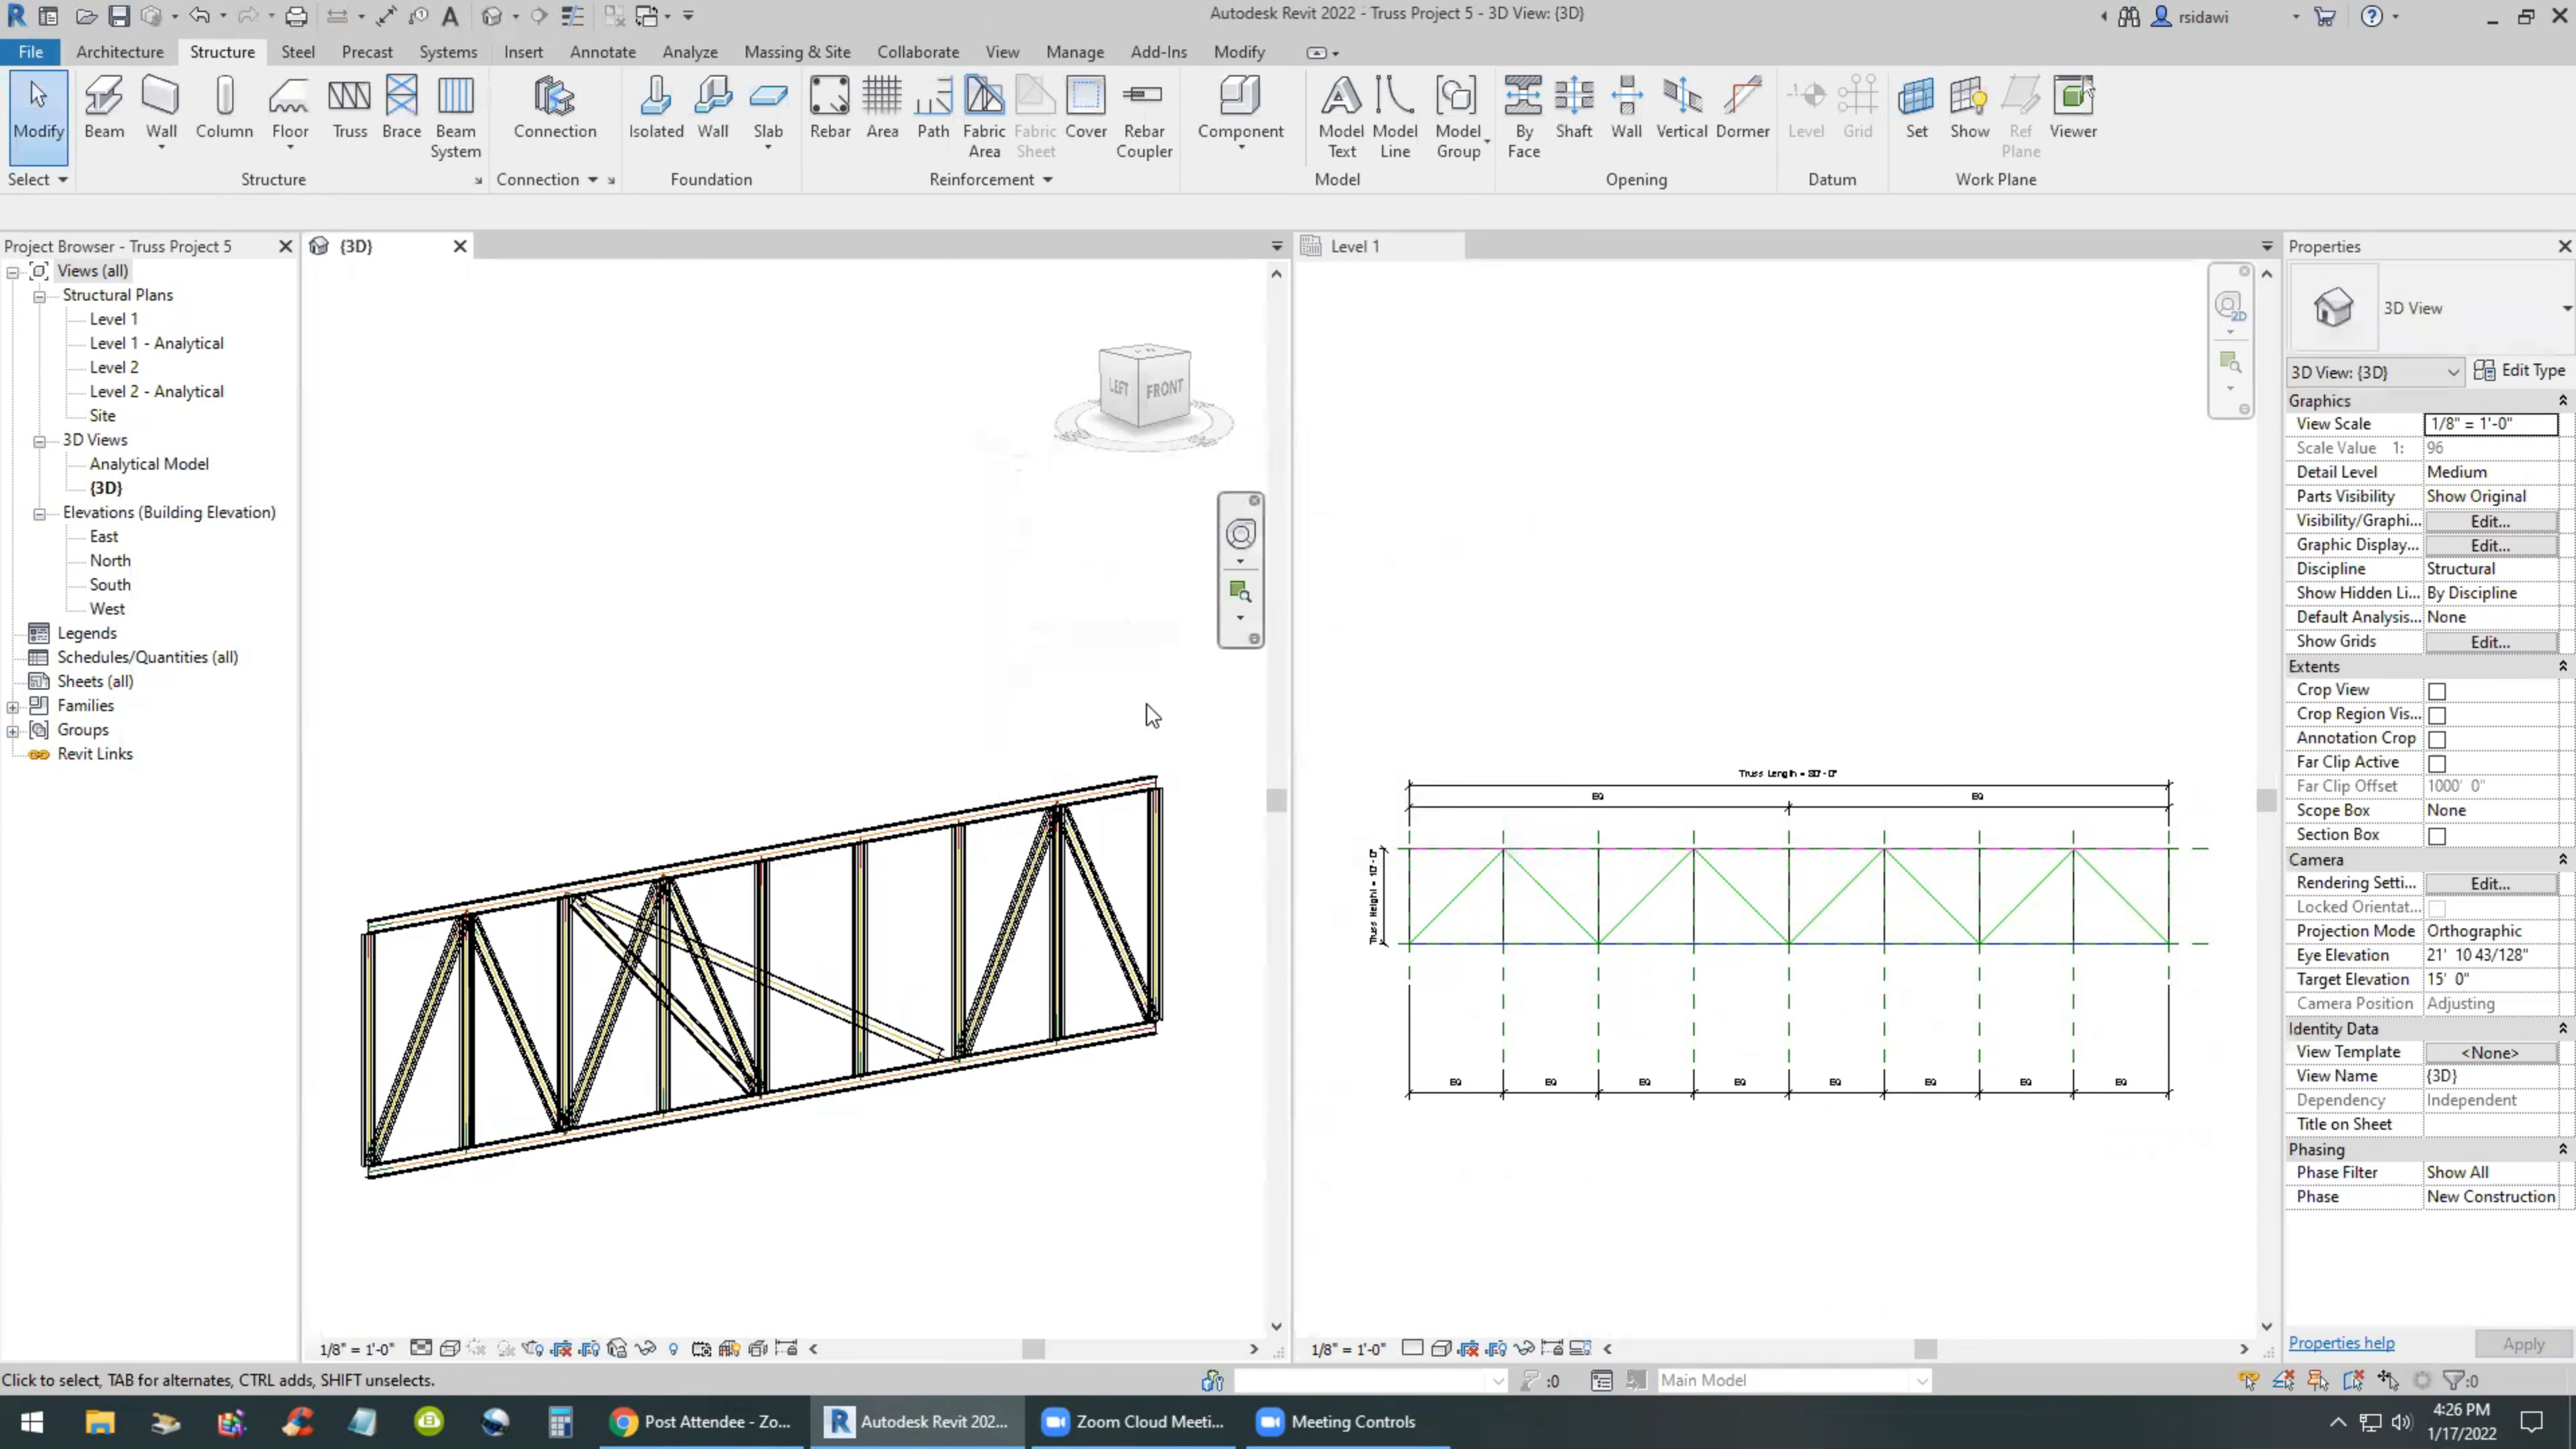 Autodesk Revit 2022 - Truss Project 5 - 3D View: {3D}
rsidawi
File Architecture Structure Steel Precast Systems Insert Annotate Analyze Massing & Site Collaborate View Manage Add-Ins Modify
Modify
Beam
Wall
Column
Floor
Truss
Brace
Beam System
Connection
Isolated
Wall
Slab
Rebar
Area
Path
Fabric Area
Fabric Sheet
Cover
Rebar Coupler
Component
Model Text
Model Line
Model Group
By Face
Shaft
Wall
Vertical
Dormer
Level
Grid
Set
Show
Ref Plane
Viewer
Select
Structure
Connection
Foundation
Reinforcement
Model
Opening
Datum
Work Plane
Project Browser - Truss Project 5
Views (all)
Structural Plans
Level 1
Level 1 - Analytical
Level 2
Level 2 - Analytical
Site
3D Views
Analytical Model
{3D}
Elevations (Building Elevation)
East
North
South
West
Legends
Schedules/Quantities (all)
Sheets (all)
Families
Groups
Revit Links
{3D}
LEFT
FRONT
1/8" = 1'-0"
Level 1
2D
Truss Length = 80' - 0"
EQ EQ
Truss Height = 10' - 0"
EQ EQ EQ EQ EQ EQ EQ EQ
1/8" = 1'-0"
Properties
3D View
3D View: {3D}
Edit Type
Graphics
View Scale 1/8" = 1'-0"
Scale Value 1: 96
Detail Level Medium
Parts Visibility Show Original
Visibility/Graphi... Edit...
Graphic Display... Edit...
Discipline Structural
Show Hidden Li... By Discipline
Default Analysis... None
Show Grids Edit...
Extents
Crop View
Crop Region Vis...
Annotation Crop
Far Clip Active
Far Clip Offset 1000' 0"
Scope Box None
Section Box
Camera
Rendering Setti... Edit...
Locked Orientat...
Projection Mode Orthographic
Eye Elevation 21' 10 43/128"
Target Elevation 15' 0"
Camera Position Adjusting
Identity Data
View Template <None>
View Name {3D}
Dependency Independent
Title on Sheet
Phasing
Phase Filter Show All
Phase New Construction
Properties help
Apply
Click to select, TAB for alternates, CTRL adds, SHIFT unselects.
:0
Main Model
:0
Post Attendee - Zo...
Autodesk Revit 202...
Zoom Cloud Meeti...
Meeting Controls
4:26 PM
1/17/2022